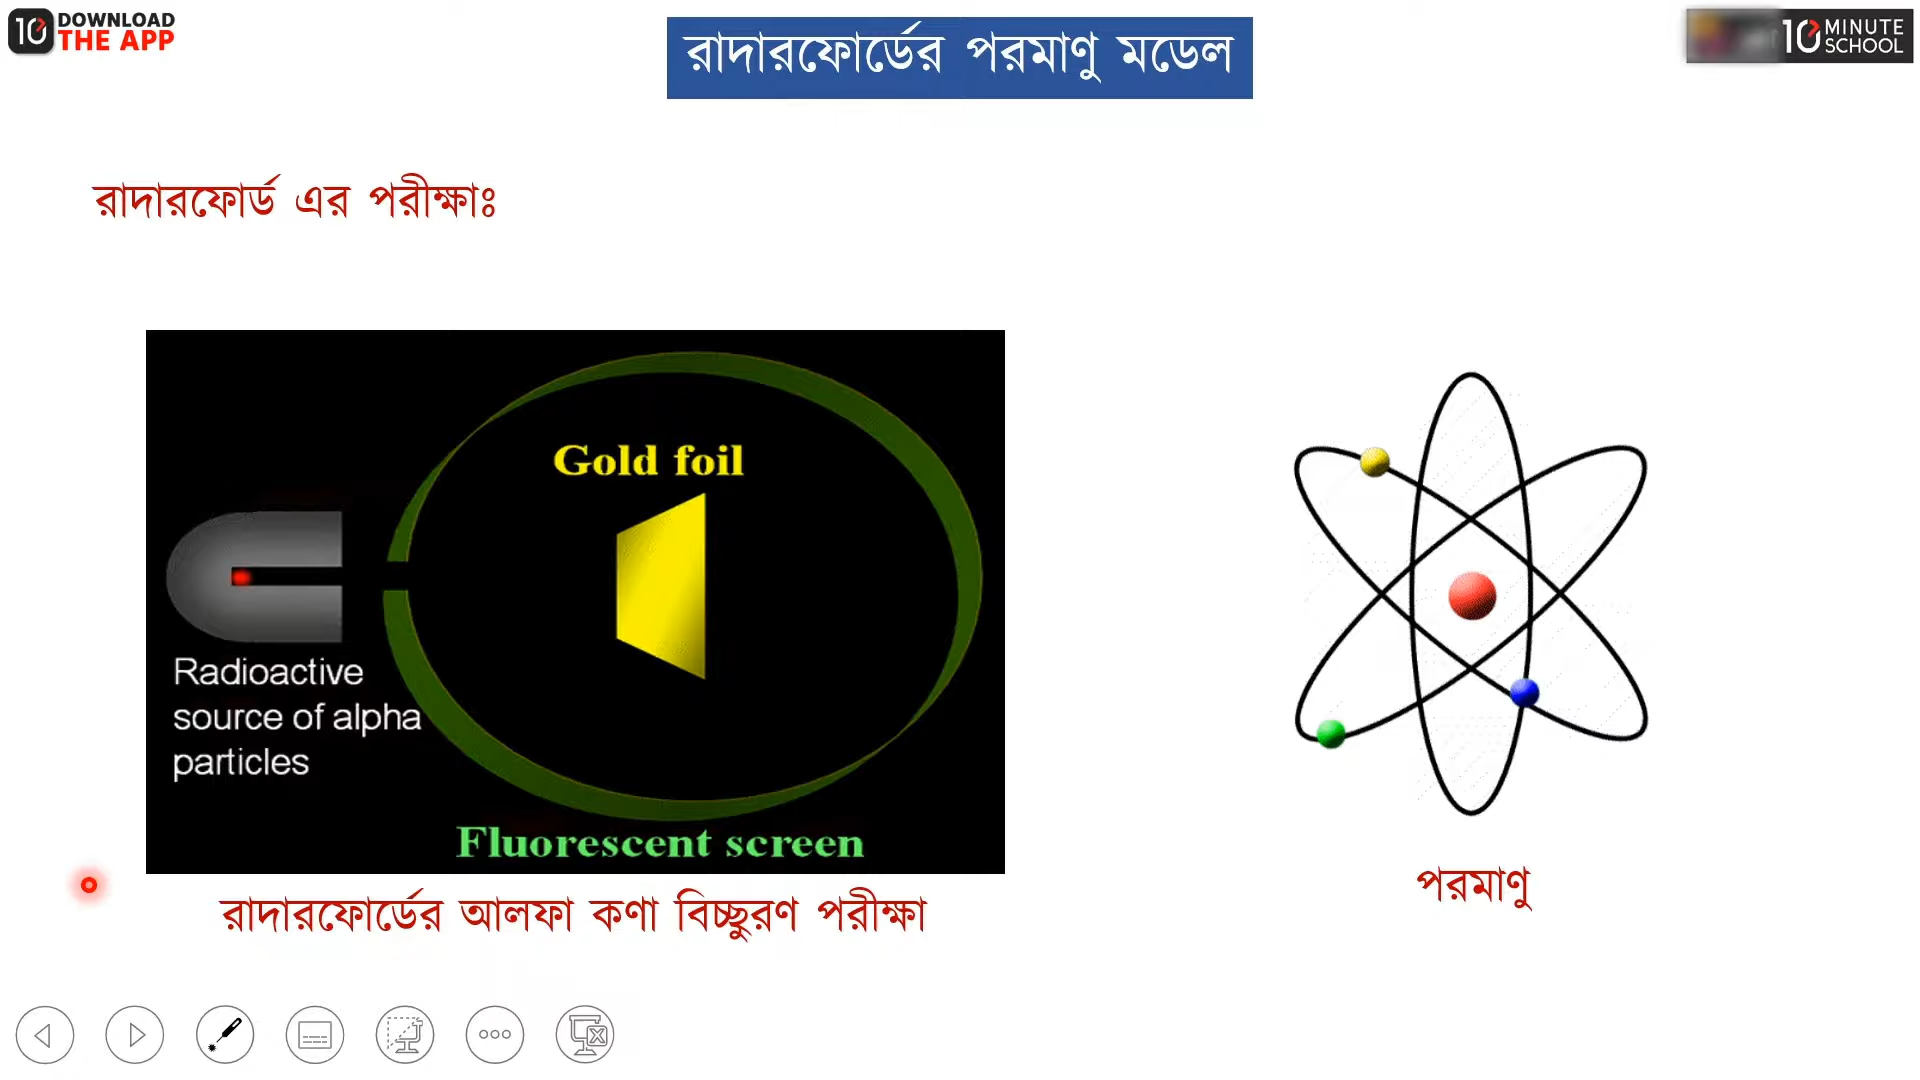 10 DOWNLOAD
THE APP
রাদারফোর্ডের পরমাণু মডেল
10 MINUTE
SCHOOL
রাদারফোর্ড এর পরীক্ষাঃ
Gold foil
Radioactive
source of alpha
particles
Fluorescent screen
রাদারফোর্ডের আলফা কণা বিচ্ছুরণ পরীক্ষা
পরমাণু